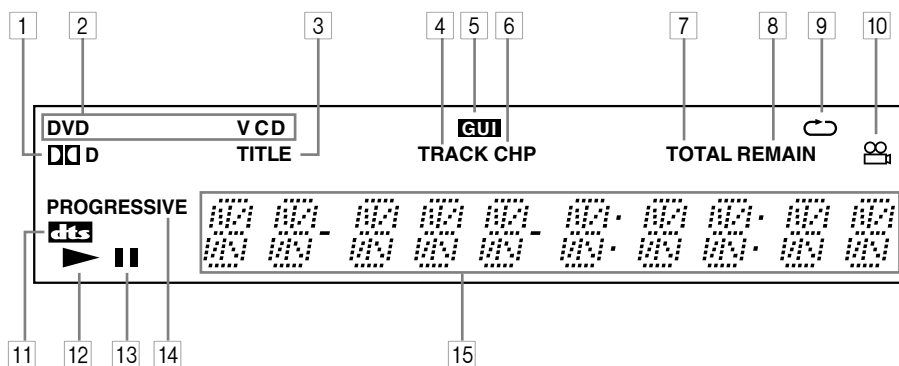 1 2 3 4 5 6 7 8 9 10
DVD V CD GUI
D TITLE TRACK CHP TOTAL REMAIN
PROGRESSIVE
dts
11 12 13 14 15